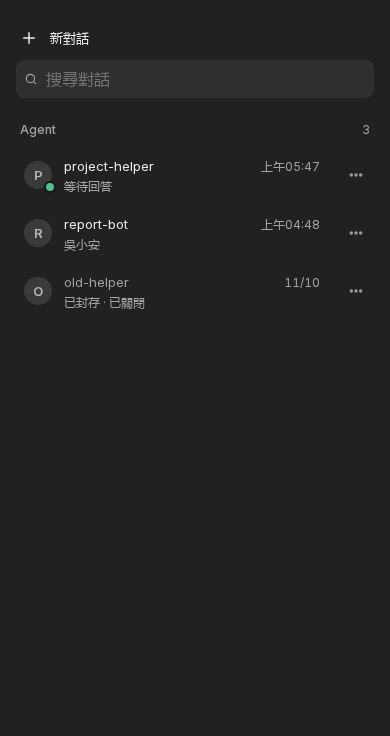 新對話
搜尋對話
Agent 3
P project-helper 上午05:47
等待回答
R report-bot 上午04:48
吳小安
O old-helper 11/10
已封存 · 已關閉